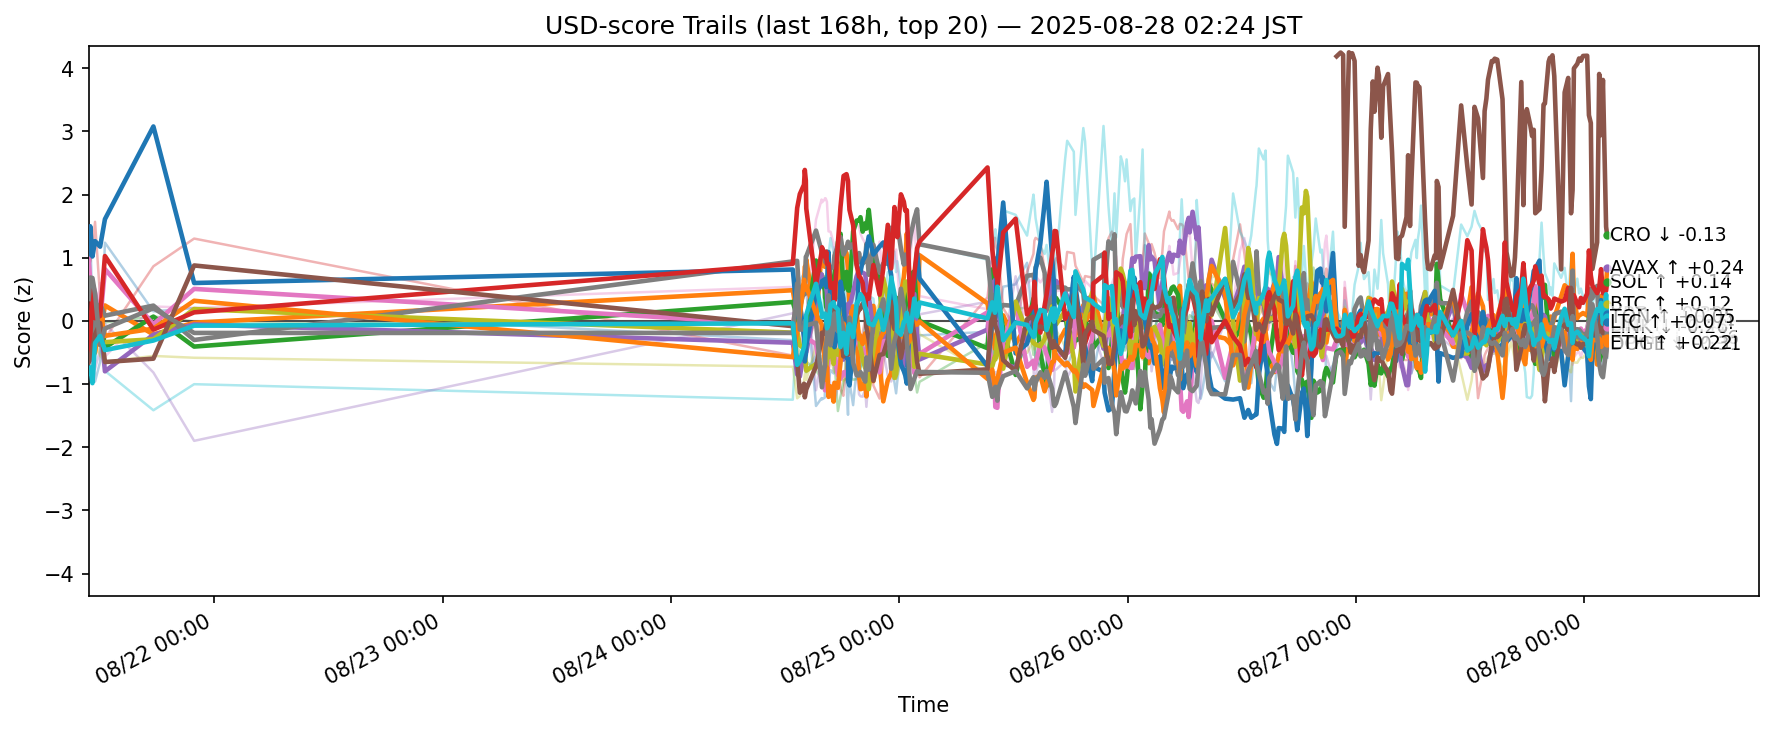 USD-score Trails (last 168h, top 20) — 2025-08-28 02:24 JST
Score (z)
4
3
2
1
0
−1
−2
−3
−4
CRO ↓ -0.13
AVAX ↑ +0.24
SOL ↑ +0.14
BTC ↑ +0.12
LTC ↑ +0.07
ETH ↑ +0.22
08/22 00:00
08/23 00:00
08/24 00:00
08/25 00:00
08/26 00:00
08/27 00:00
08/28 00:00
Time